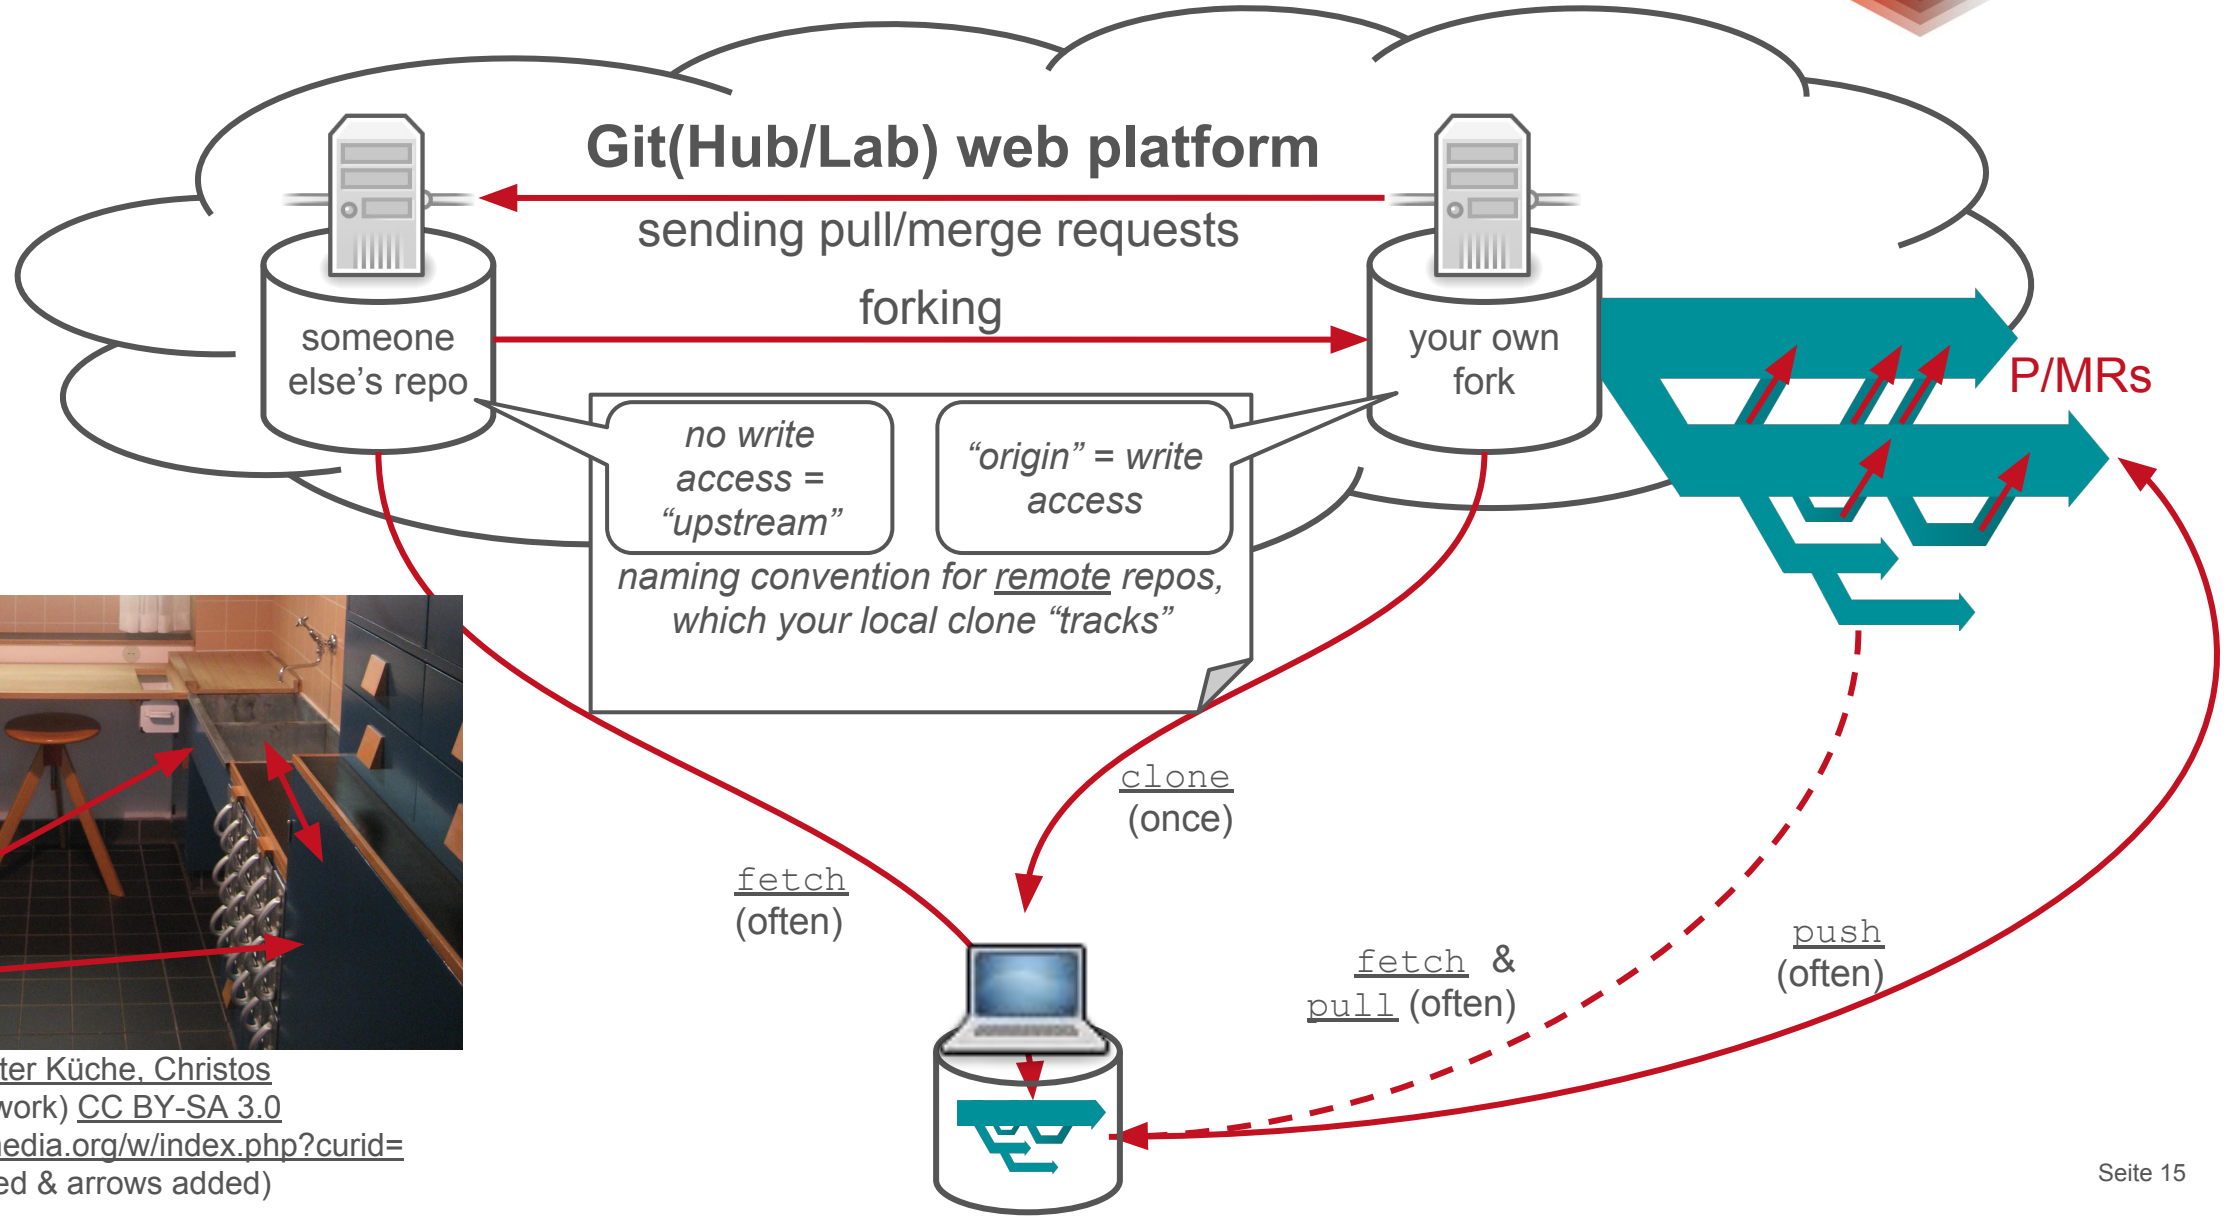 Git(Hub/Lab) web platform
sending pull/merge requests
forking
someone
else’s repo
your own
fork
P/MRs
no write
access =
“upstream”
“origin” = write
access
naming convention for remote repos,
which your local clone “tracks”
clone
(once)
fetch
(often)
fetch &
pull (often)
push
(often)
ter Küche, Christos
work) CC BY-SA 3.0
nedia.org/w/index.php?curid=
ed & arrows added)
Seite 15